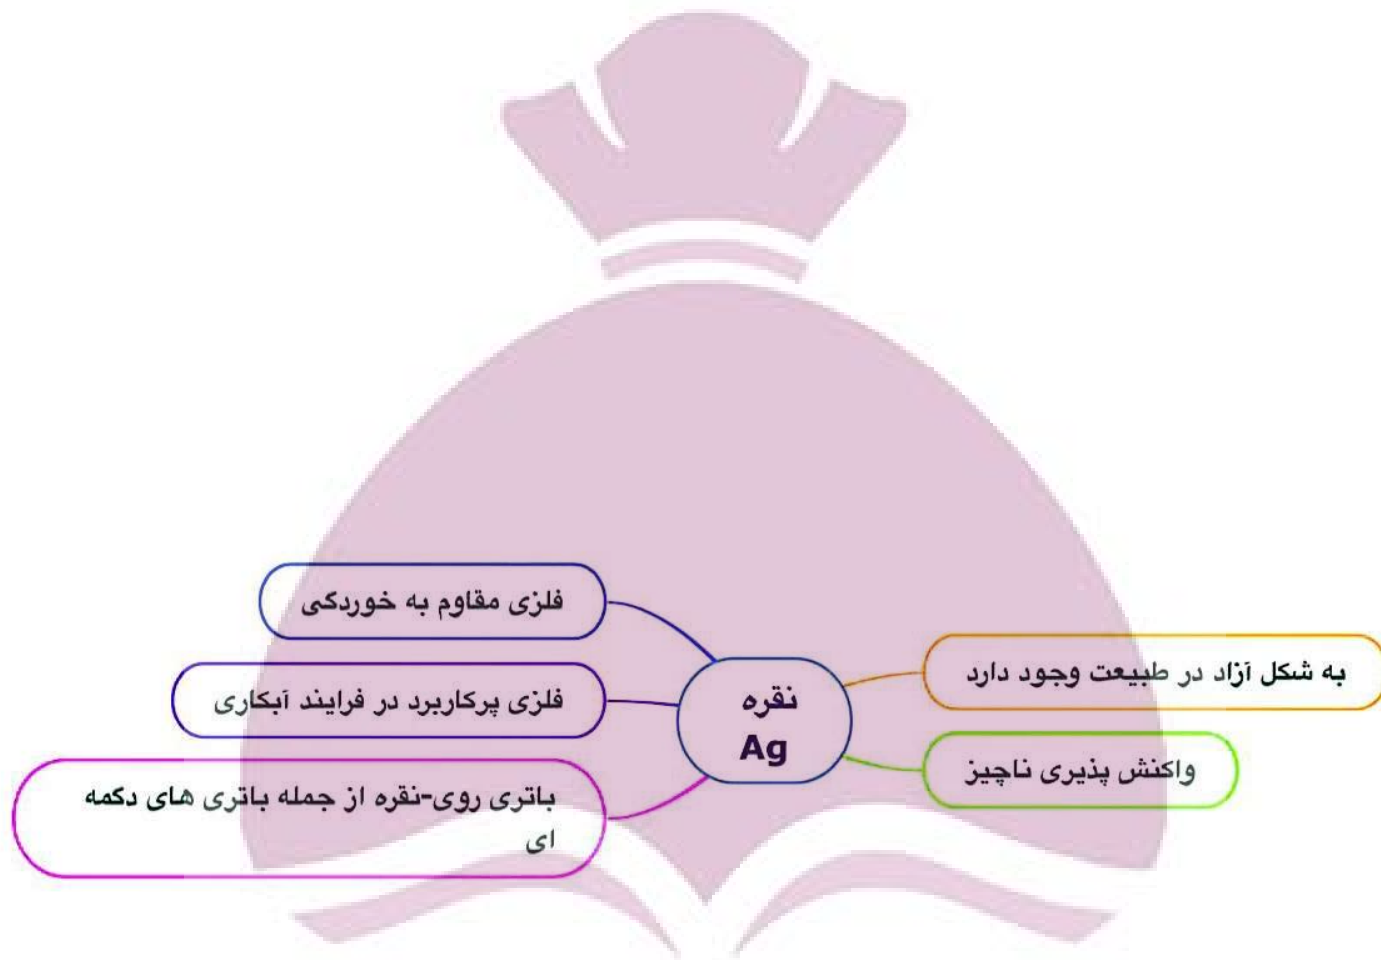 نقره
Ag
به شکل آزاد در طبیعت وجود دارد
واکنش پذیری ناچیز
فلزی مقاوم به خوردکی
فلزی پرکاربرد در فرایند آبکاری
باتری روی-نقره از جمله باتری های دکمه
ای